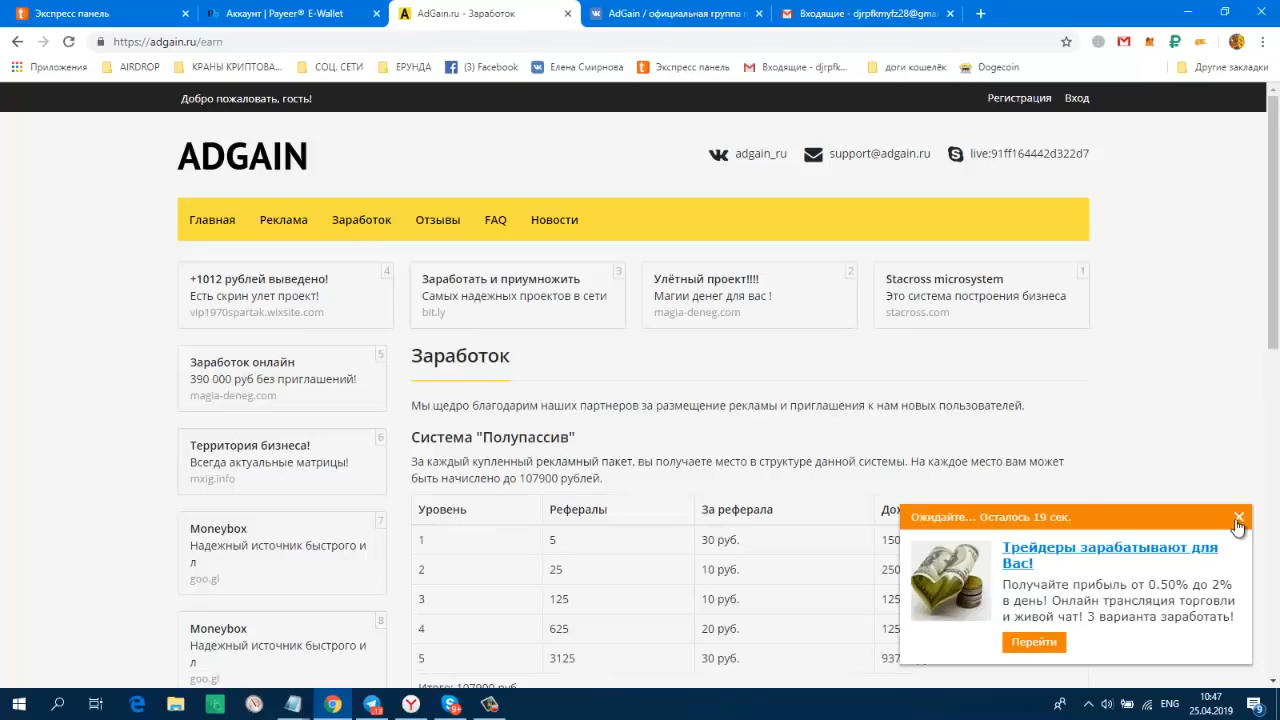 Экспресс панель
Аккаунт | Payeer® E-Wallet
AdGain.ru - Заработок
AdGain / официальная группа п
Входящие - djrpfkmyfz28@gma
https://adgain.ru/earn
Приложения
AIRDROP
КРАНЫ КРИПТОВА...
СОЦ. СЕТИ
ЕРУНДА
(3) Facebook
Елена Смирнова
Экспресс панель
Входящие - djrpfk...
доги кошелёк
Dogecoin
Другие закладки
Добро пожаловать, гость!
Регистрация
Вход
ADGAIN
adgain_ru
support@adgain.ru
live:91ff164442d322d7
Главная
Реклама
Заработок
Отзывы
FAQ
Новости
+1012 рублей выведено!
4
Есть скрин улет проект!
vip1970spartak.wixsite.com
Заработать и приумножить
3
Самых надежных проектов в сети
bit.ly
Улётный проект!!!!
2
Магии денег для вас !
magia-deneg.com
Stacross microsystem
1
Это система построения бизнеса
stacross.com
Заработок онлайн
5
390 000 руб без приглашений!
magia-deneg.com
Территория бизнеса!
6
Всегда актуальные матрицы!
mxig.info
Moneybox
7
Надежный источник быстрого и
л
goo.gl
Moneybox
8
Надежный источник быстрого и
л
goo.gl
Заработок
Мы щедро благодарим наших партнеров за размещение рекламы и приглашения к нам новых пользователей.
Система "Полупассив"
За каждый купленный рекламный пакет, вы получаете место в структуре данной системы. На каждое место вам может
быть начислено до 107900 рублей.
Уровень Рефералы За реферала До
1 5 30 руб. 150
2 25 10 руб. 250
3 125 10 руб. 125
4 625 20 руб. 125
5 3125 30 руб. 937
Итого: 107900 руб.
Ожидайте... Осталось 19 сек.
Трейдеры зарабатывают для
Вас!
Получайте прибыль от 0.50% до 2%
в день! Онлайн трансляция торговли
и живой чат! 3 варианта заработать!
Перейти
ENG
10:47
25.04.2019